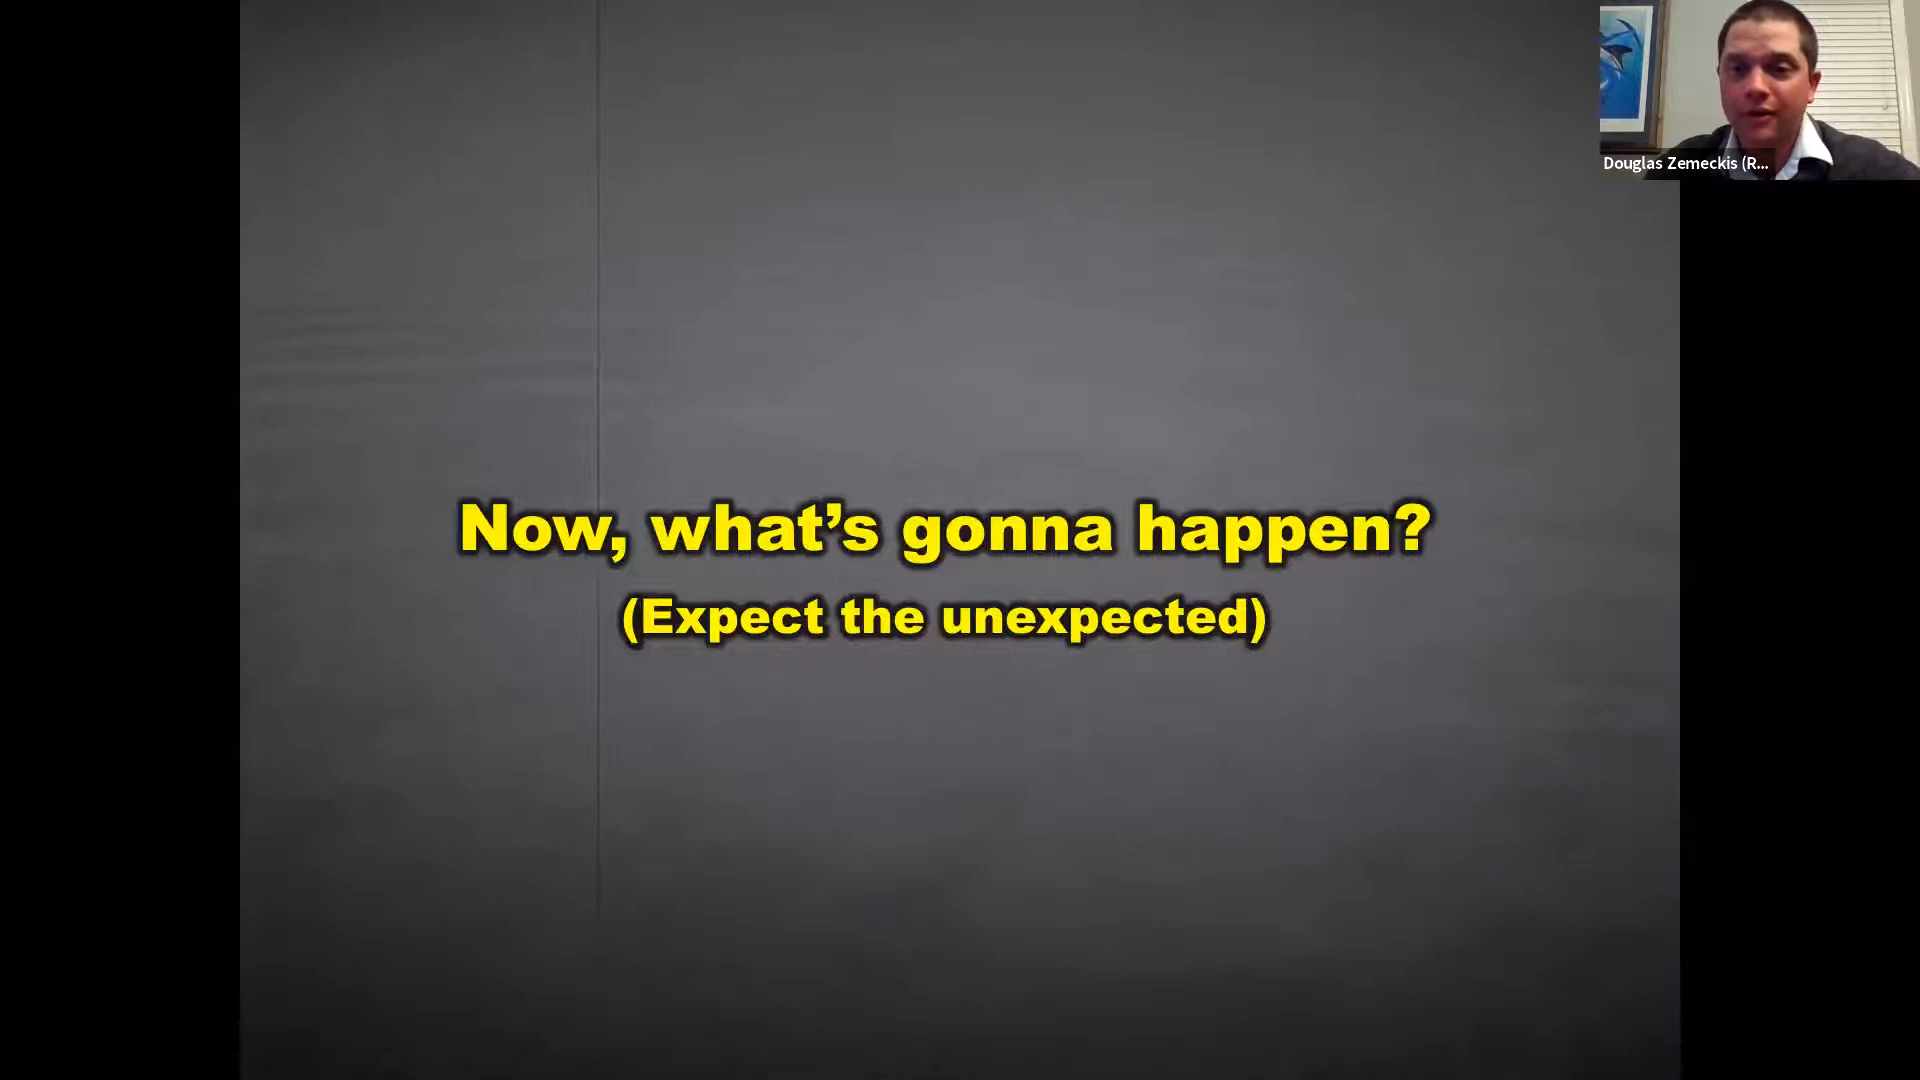 Douglas Zemeckis (R...
Now, what’s gonna happen?
(Expect the unexpected)